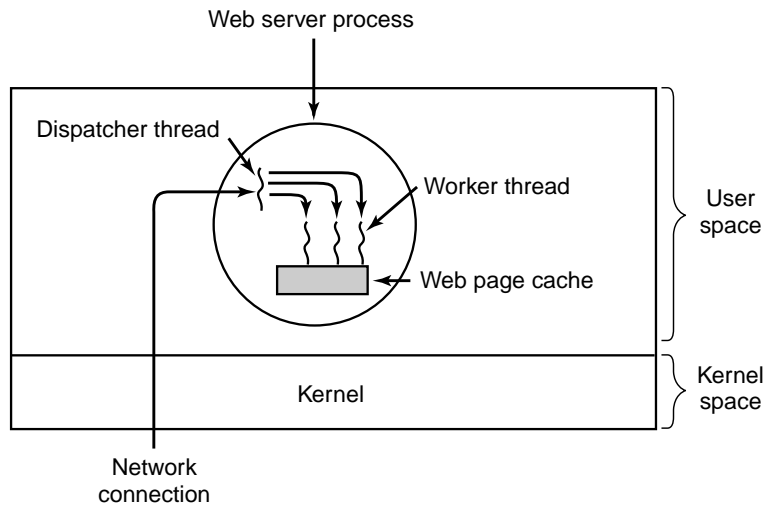 Web server process
Dispatcher thread
Worker thread
User
space
Web page cache
Kernel
Kernel
space
Network
connection